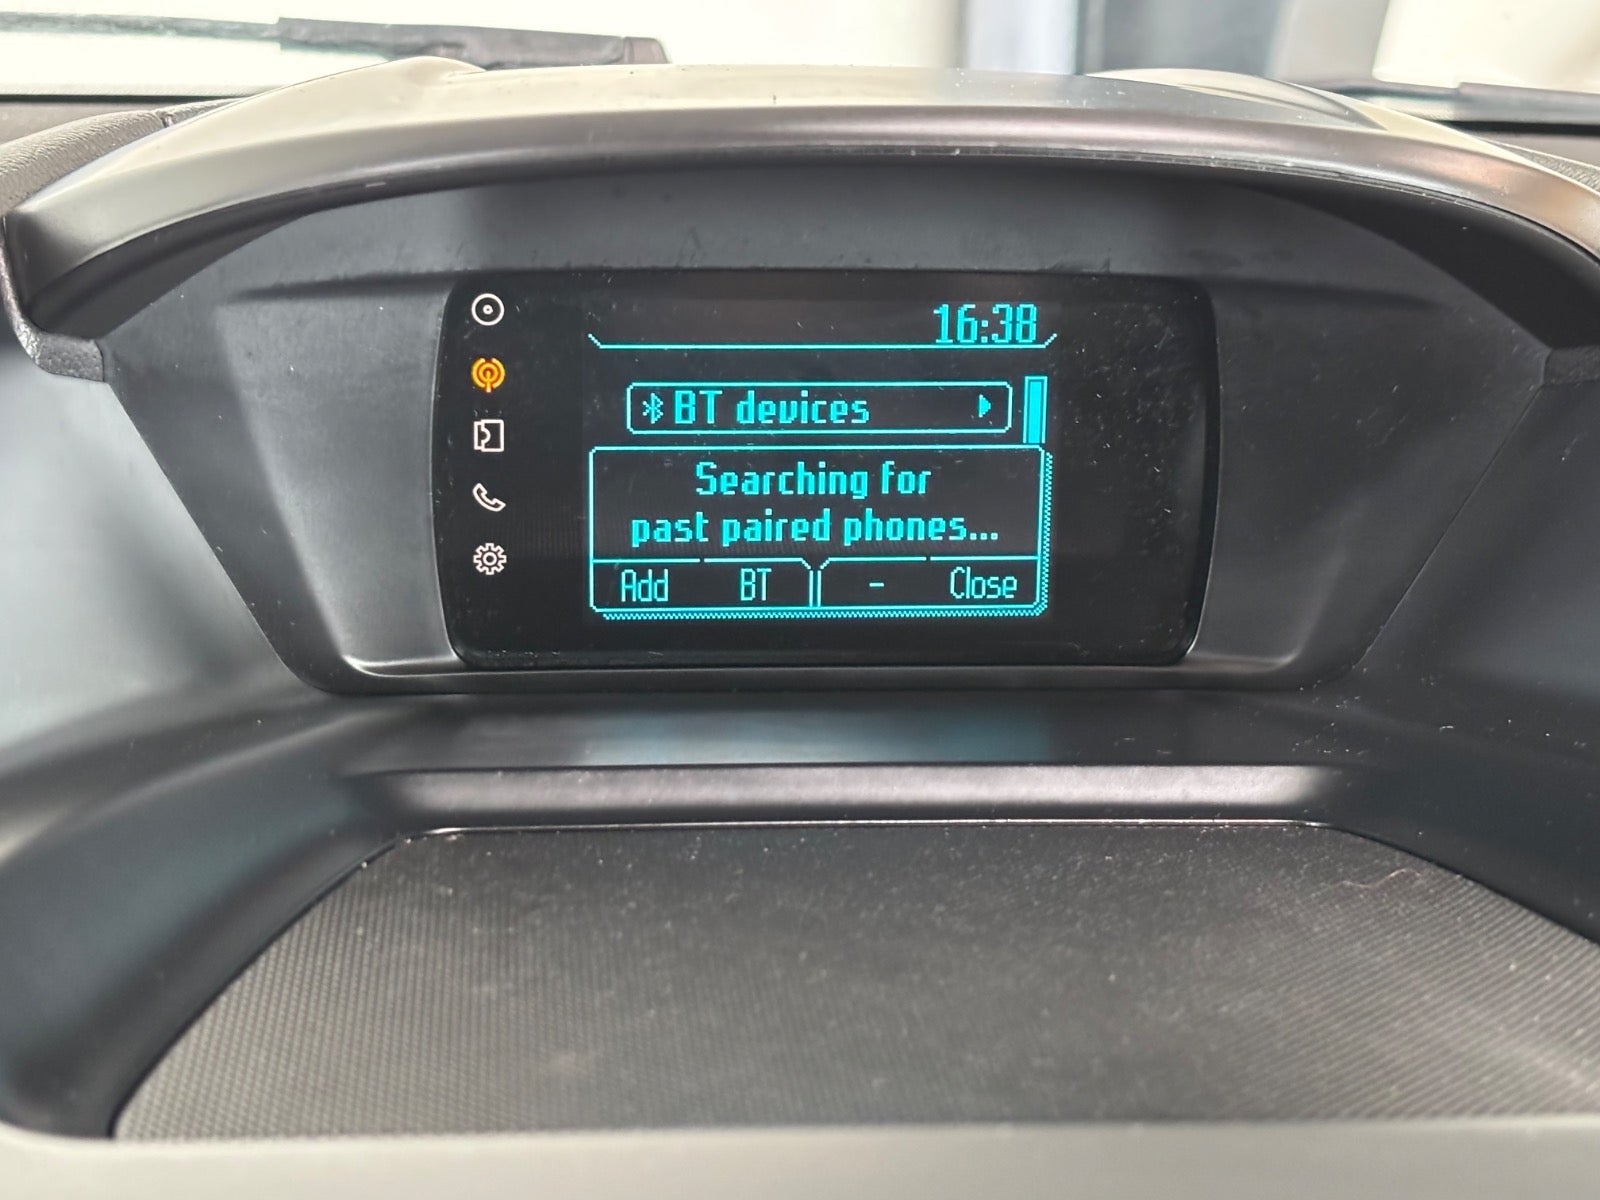 16:38
BT devices
Searching for
past paired phones...
Add BT - Close